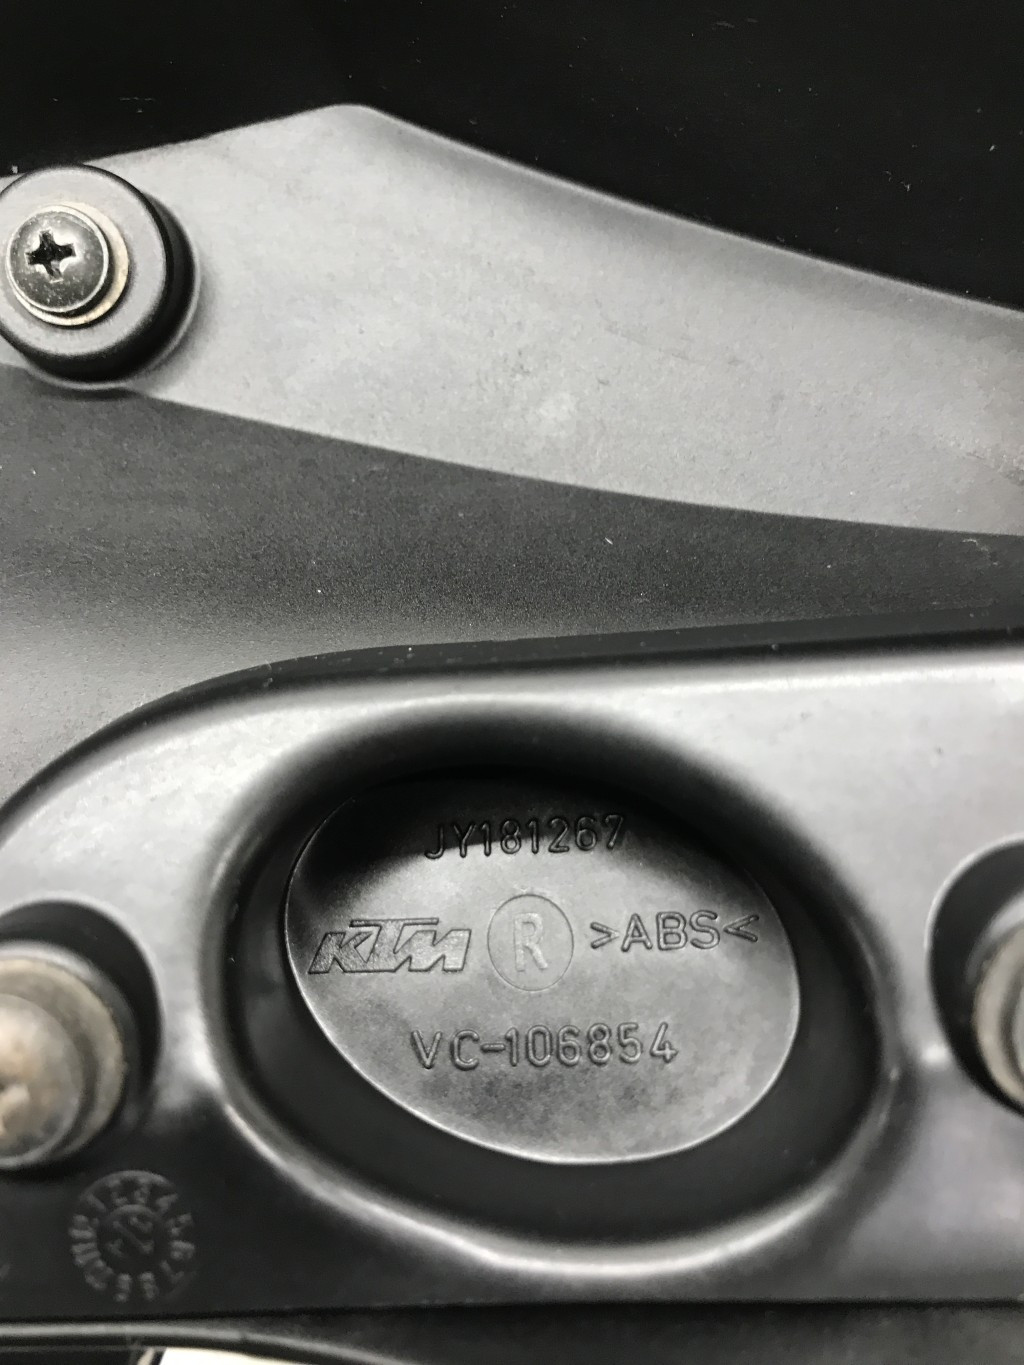 JY181267
KTM R >ABS<
VC-106854